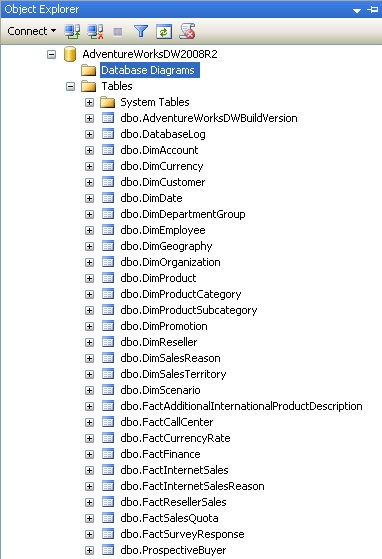 Object Explorer
Connect
AdventureWorksDW2008R2
Database Diagrams
Tables
System Tables
dbo.AdventureWorksDWBuildVersion
dbo.DatabaseLog
dbo.DimAccount
dbo.DimCurrency
dbo.DimCustomer
dbo.DimDate
dbo.DimDepartmentGroup
dbo.DimEmployee
dbo.DimGeography
dbo.DimOrganization
dbo.DimProduct
dbo.DimProductCategory
dbo.DimProductSubcategory
dbo.DimPromotion
dbo.DimReseller
dbo.DimSalesReason
dbo.DimSalesTerritory
dbo.DimScenario
dbo.FactAdditionalInternationalProductDescription
dbo.FactCallCenter
dbo.FactCurrencyRate
dbo.FactFinance
dbo.FactInternetSales
dbo.FactInternetSalesReason
dbo.FactResellerSales
dbo.FactSalesQuota
dbo.FactSurveyResponse
dbo.ProspectiveBuyer